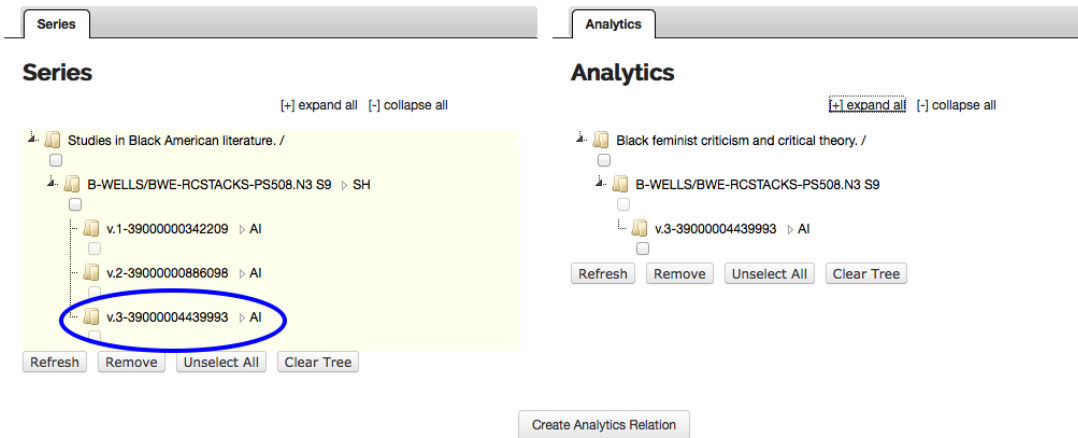 Series
Series
[+] expand all [-] collapse all
Studies in Black American literature. /
B-WELLS/BWE-RCSTACKS-PS508.N3 S9 ▷ SH
v.1-39000000342209 ▷ AI
v.2-39000000886098 ▷ AI
v.3-39000004439993 ▷ AI
Refresh Remove Unselect All Clear Tree
Analytics
Analytics
[+] expand all [-] collapse all
Black feminist criticism and critical theory. /
B-WELLS/BWE-RCSTACKS-PS508.N3 S9
v.3-39000004439993 ▷ AI
Refresh Remove Unselect All Clear Tree
Create Analytics Relation